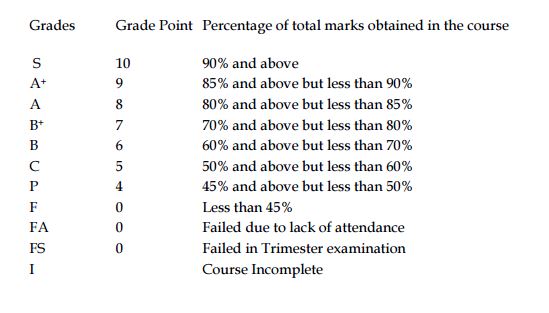 Grades Grade Point Percentage of total marks obtained in the course
S 10 90% and above
A+ 9 85% and above but less than 90%
A 8 80% and above but less than 85%
B+ 7 70% and above but less than 80%
B 6 60% and above but less than 70%
C 5 50% and above but less than 60%
P 4 45% and above but less than 50%
F 0 Less than 45%
FA 0 Failed due to lack of attendance
FS 0 Failed in Trimester examination
I Course Incomplete